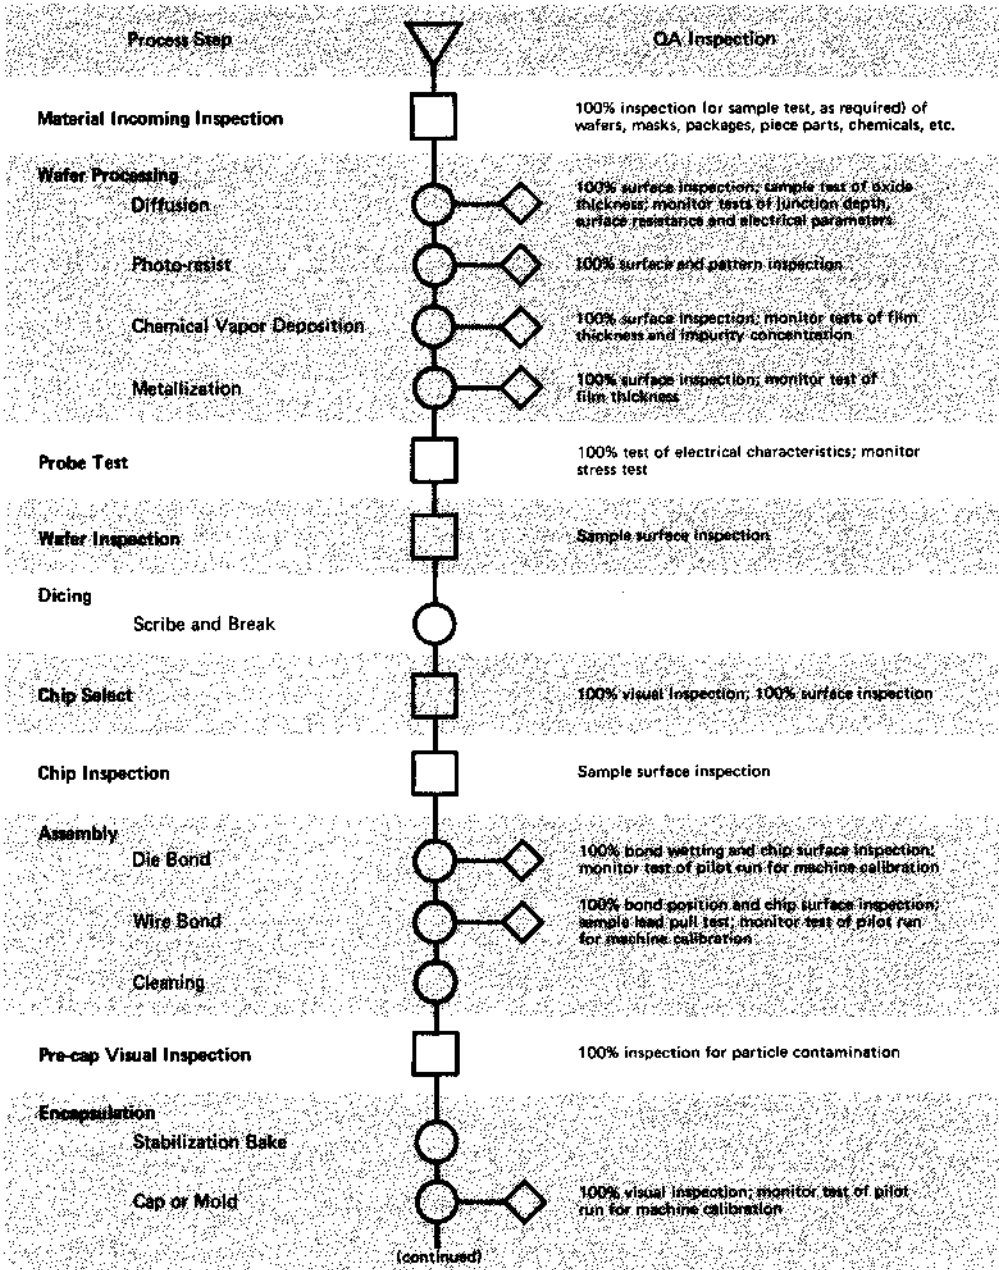 Process Step
QA Inspection
Material Incoming Inspection
100% inspection (or sample test, as required) of
wafers, masks, packages, piece parts, chemicals, etc.
Wafer Processing
Diffusion
100% surface inspection; sample test of oxide
thickness; monitor tests of junction depth,
surface resistance and electrical parameters
Photo-resist
100% surface and pattern inspection
Chemical Vapor Deposition
100% surface inspection; monitor tests of film
thickness and impurity concentration
Metallization
100% surface inspection; monitor test of
film thickness
Probe Test
100% test of electrical characteristics; monitor
stress test
Wafer Inspection
Sample surface inspection
Dicing
Scribe and Break
Chip Select
100% visual inspection; 100% surface inspection
Chip Inspection
Sample surface inspection
Assembly
Die Bond
100% bond wetting and chip surface inspection;
monitor test of pilot run for machine calibration
Wire Bond
100% bond position and chip surface inspection;
sample lead pull test; monitor test of pilot run
for machine calibration
Cleaning
Pre-cap Visual Inspection
100% inspection for particle contamination
Encapsulation
Stabilization Bake
Cap or Mold
100% visual inspection; monitor test of pilot
run for machine calibration
(continued)